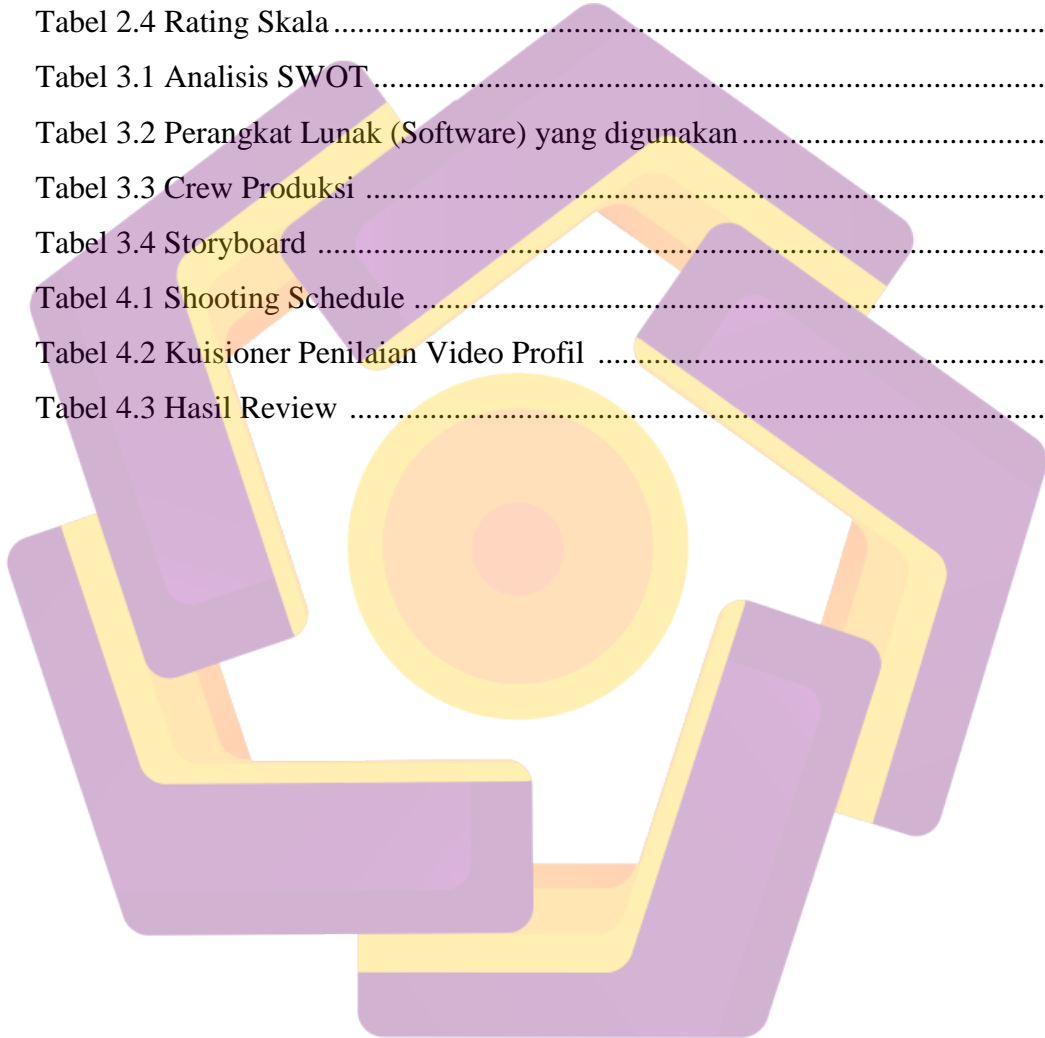 Tabel 2.4 Rating Skala ....................................................................................
Tabel 3.1 Analisis SWOT ................................................................................
Tabel 3.2 Perangkat Lunak (Software) yang digunakan ....................................
Tabel 3.3 Crew Produksi .................................................................................
Tabel 3.4 Storyboard .......................................................................................
Tabel 4.1 Shooting Schedule ...........................................................................
Tabel 4.2 Kuisioner Penilaian Video Profil ......................................................
Tabel 4.3 Hasil Review ...................................................................................